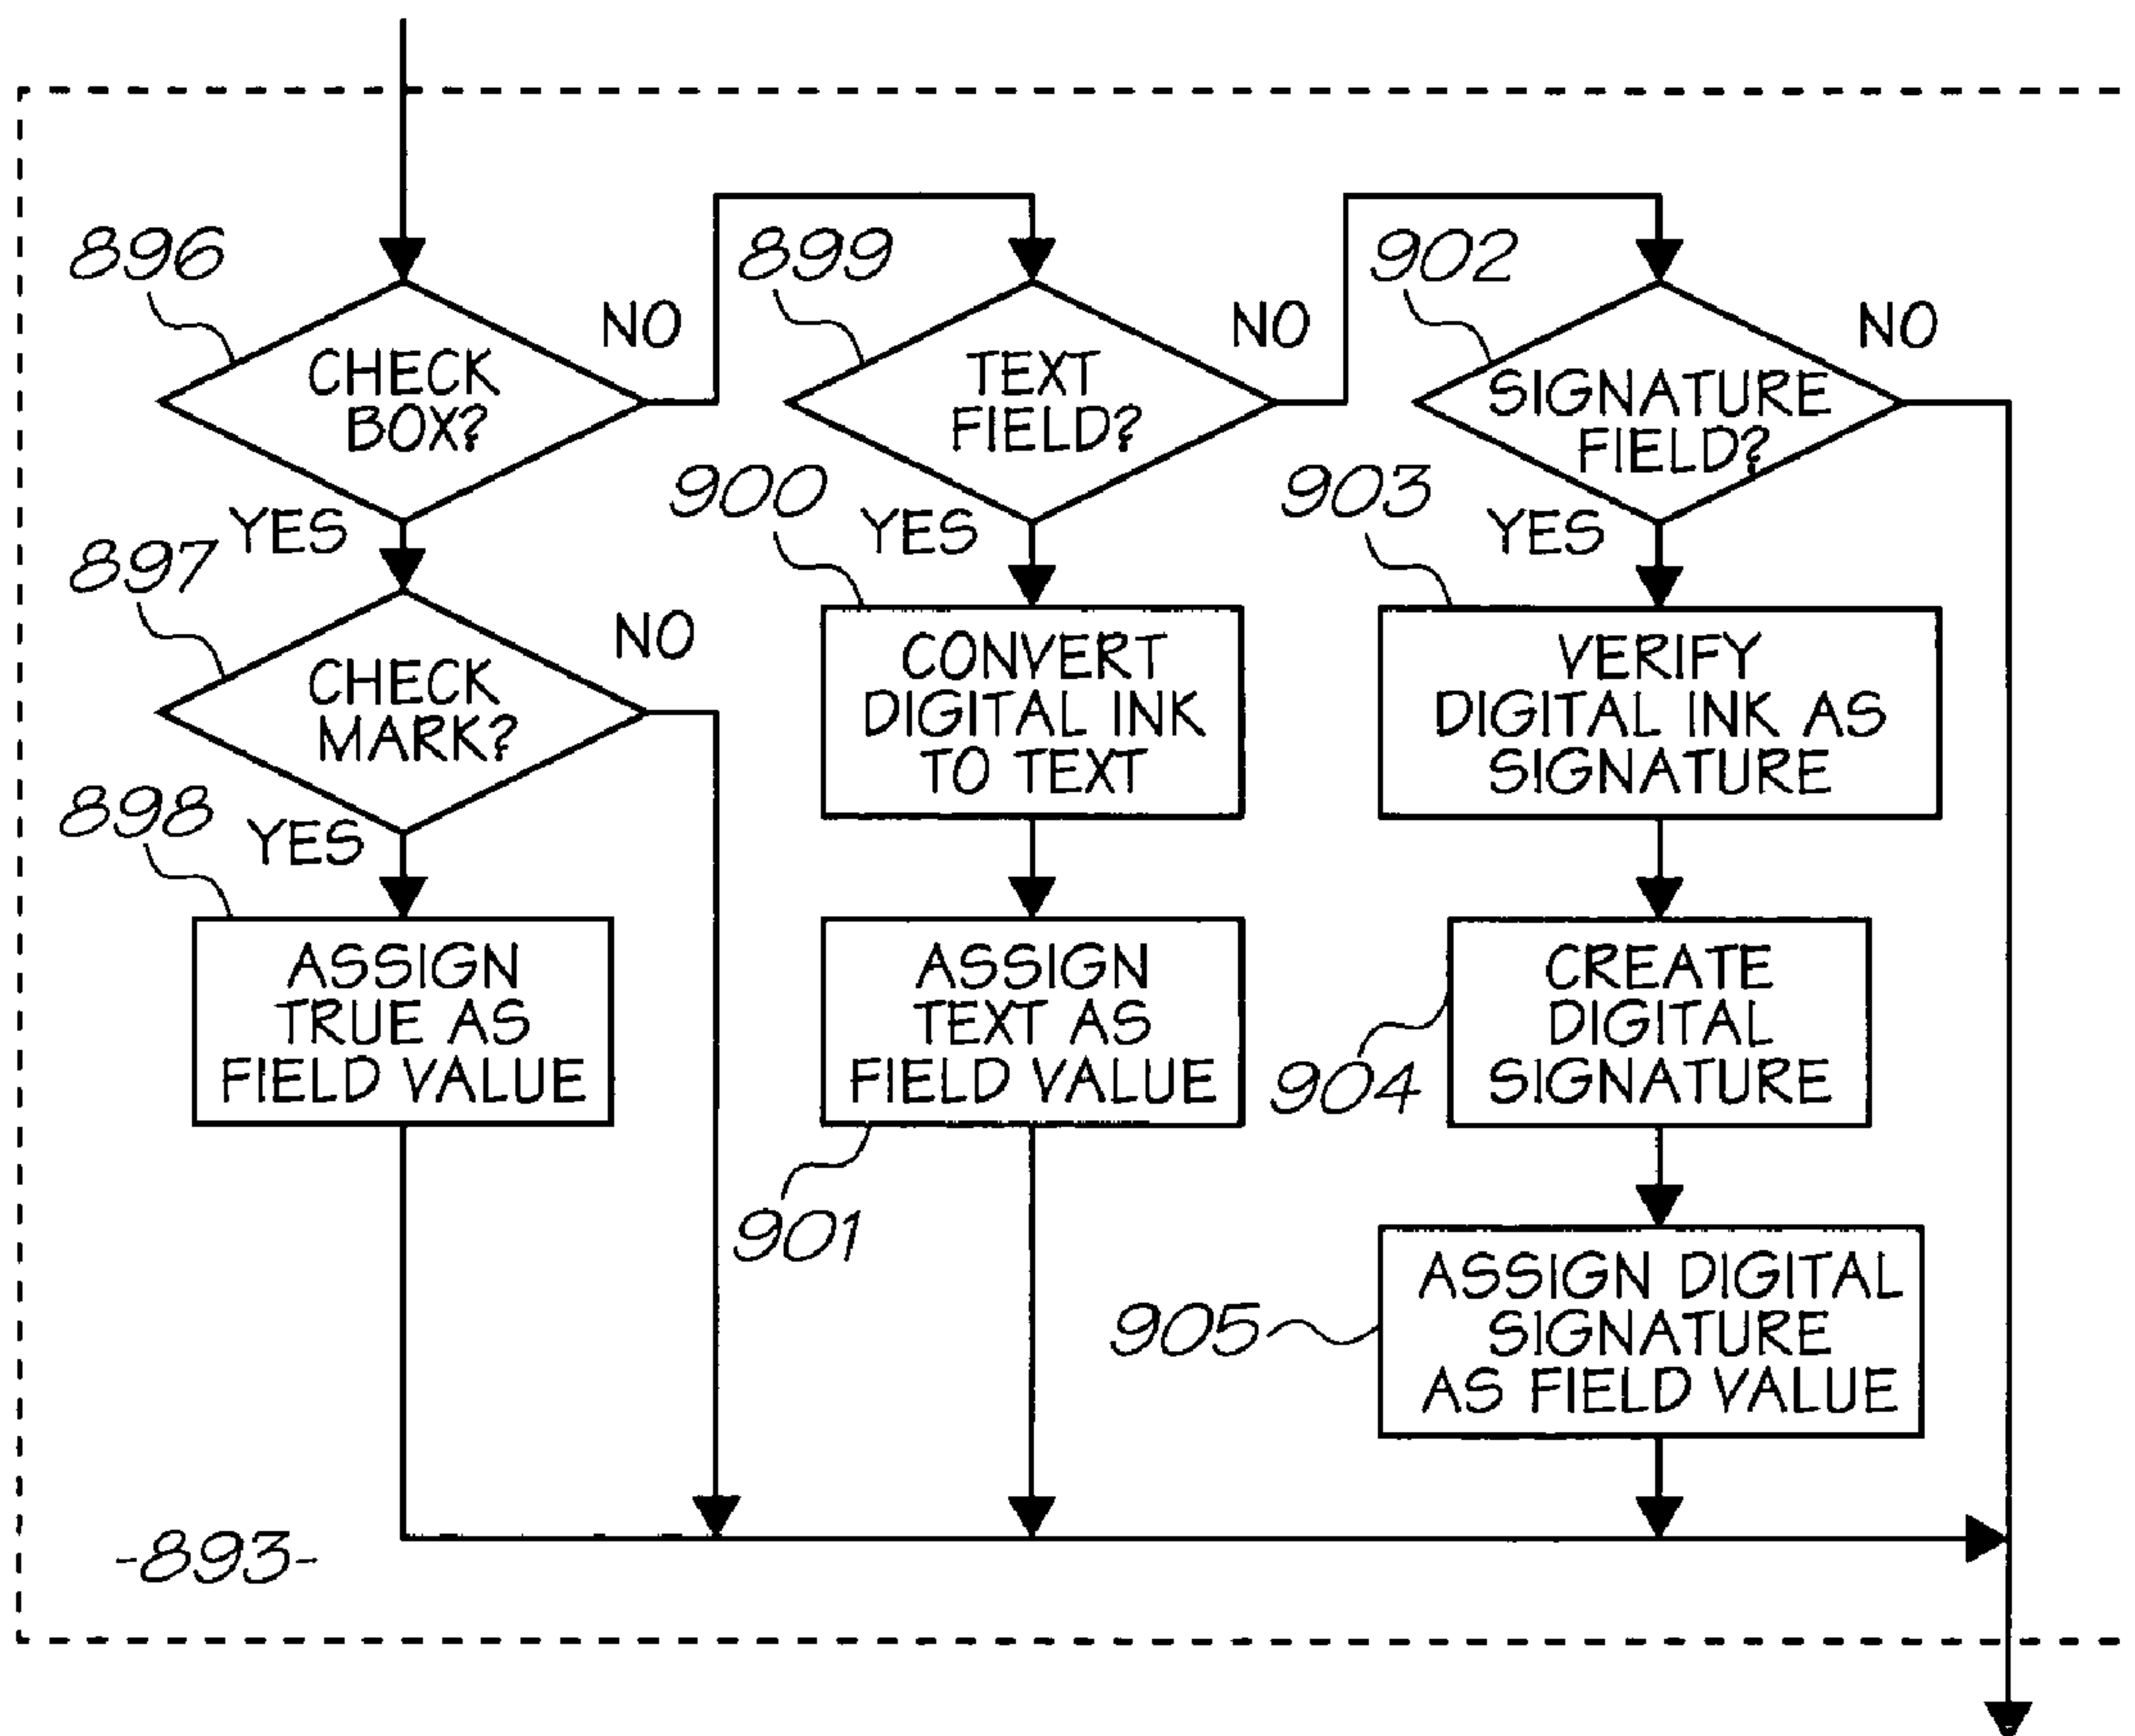 896
CHECK
BOX?
NO
YES
897
CHECK
MARK?
NO
YES
898
ASSIGN
TRUE AS
FIELD VALUE
899
TEXT
FIELD?
NO
YES
900
CONVERT
DIGITAL INK
TO TEXT
ASSIGN
TEXT AS
FIELD VALUE
901
902
SIGNATURE
FIELD?
NO
YES
903
VERIFY
DIGITAL INK AS
SIGNATURE
CREATE
DIGITAL
SIGNATURE
904
ASSIGN DIGITAL
SIGNATURE
AS FIELD VALUE
905
-893-